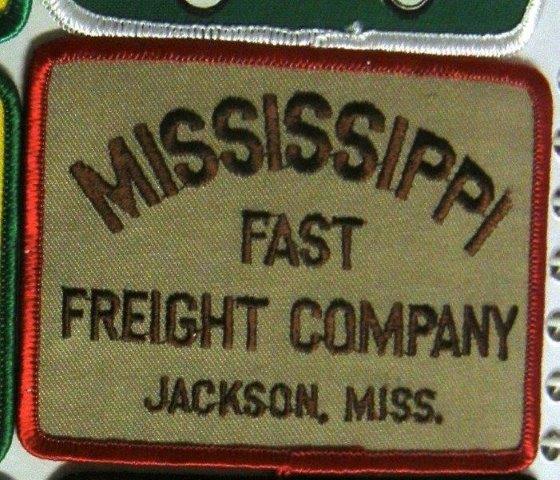 MISSISSIPPI
FAST
FREIGHT COMPANY
JACKSON, MISS.